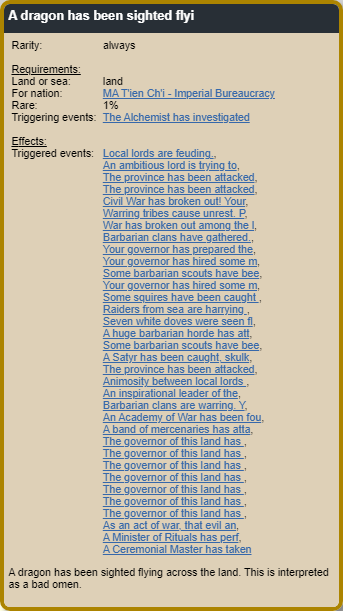 A dragon has been sighted flyi
Rarity: always
Requirements:
Land or sea: land
For nation: MA T'ien Ch'i - Imperial Bureaucracy
Rare: 1%
Triggering events: The Alchemist has investigated
Effects:
Triggered events: Local lords are feuding.,
An ambitious lord is trying to,
The province has been attacked,
The province has been attacked,
Civil War has broken out! Your,
Warring tribes cause unrest. P,
War has broken out among the l,
Barbarian clans have gathered.,
Your governor has prepared the,
Your governor has hired some m,
Some barbarian scouts have bee,
Your governor has hired some m,
Some squires have been caught ,
Raiders from sea are harrying ,
Seven white doves were seen fl,
A huge barbarian horde has att,
Some barbarian scouts have bee,
A Satyr has been caught, skulk,
The province has been attacked,
Animosity between local lords ,
An inspirational leader of the,
Barbarian clans are warring. Y,
An Academy of War has been fou,
A band of mercenaries has atta,
The governor of this land has ,
The governor of this land has ,
The governor of this land has ,
The governor of this land has ,
The governor of this land has ,
The governor of this land has ,
The governor of this land has ,
As an act of war, that evil an,
A Minister of Rituals has perf,
A Ceremonial Master has taken
A dragon has been sighted flying across the land. This is interpreted
as a bad omen.